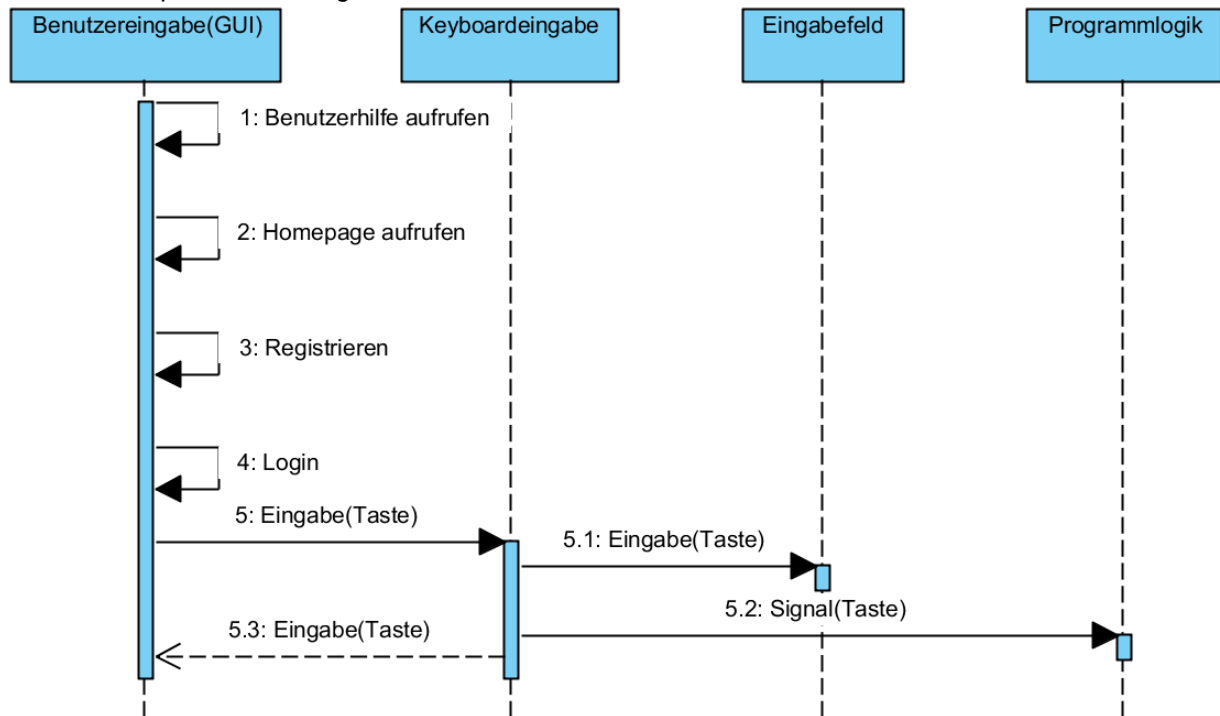 Benutzereingabe(GUI)
Keyboardeingabe
Eingabefeld
Programmlogik
1: Benutzerhilfe aufrufen
2: Homepage aufrufen
3: Registrieren
4: Login
5: Eingabe(Taste)
5.1: Eingabe(Taste)
5.2: Signal(Taste)
5.3: Eingabe(Taste)